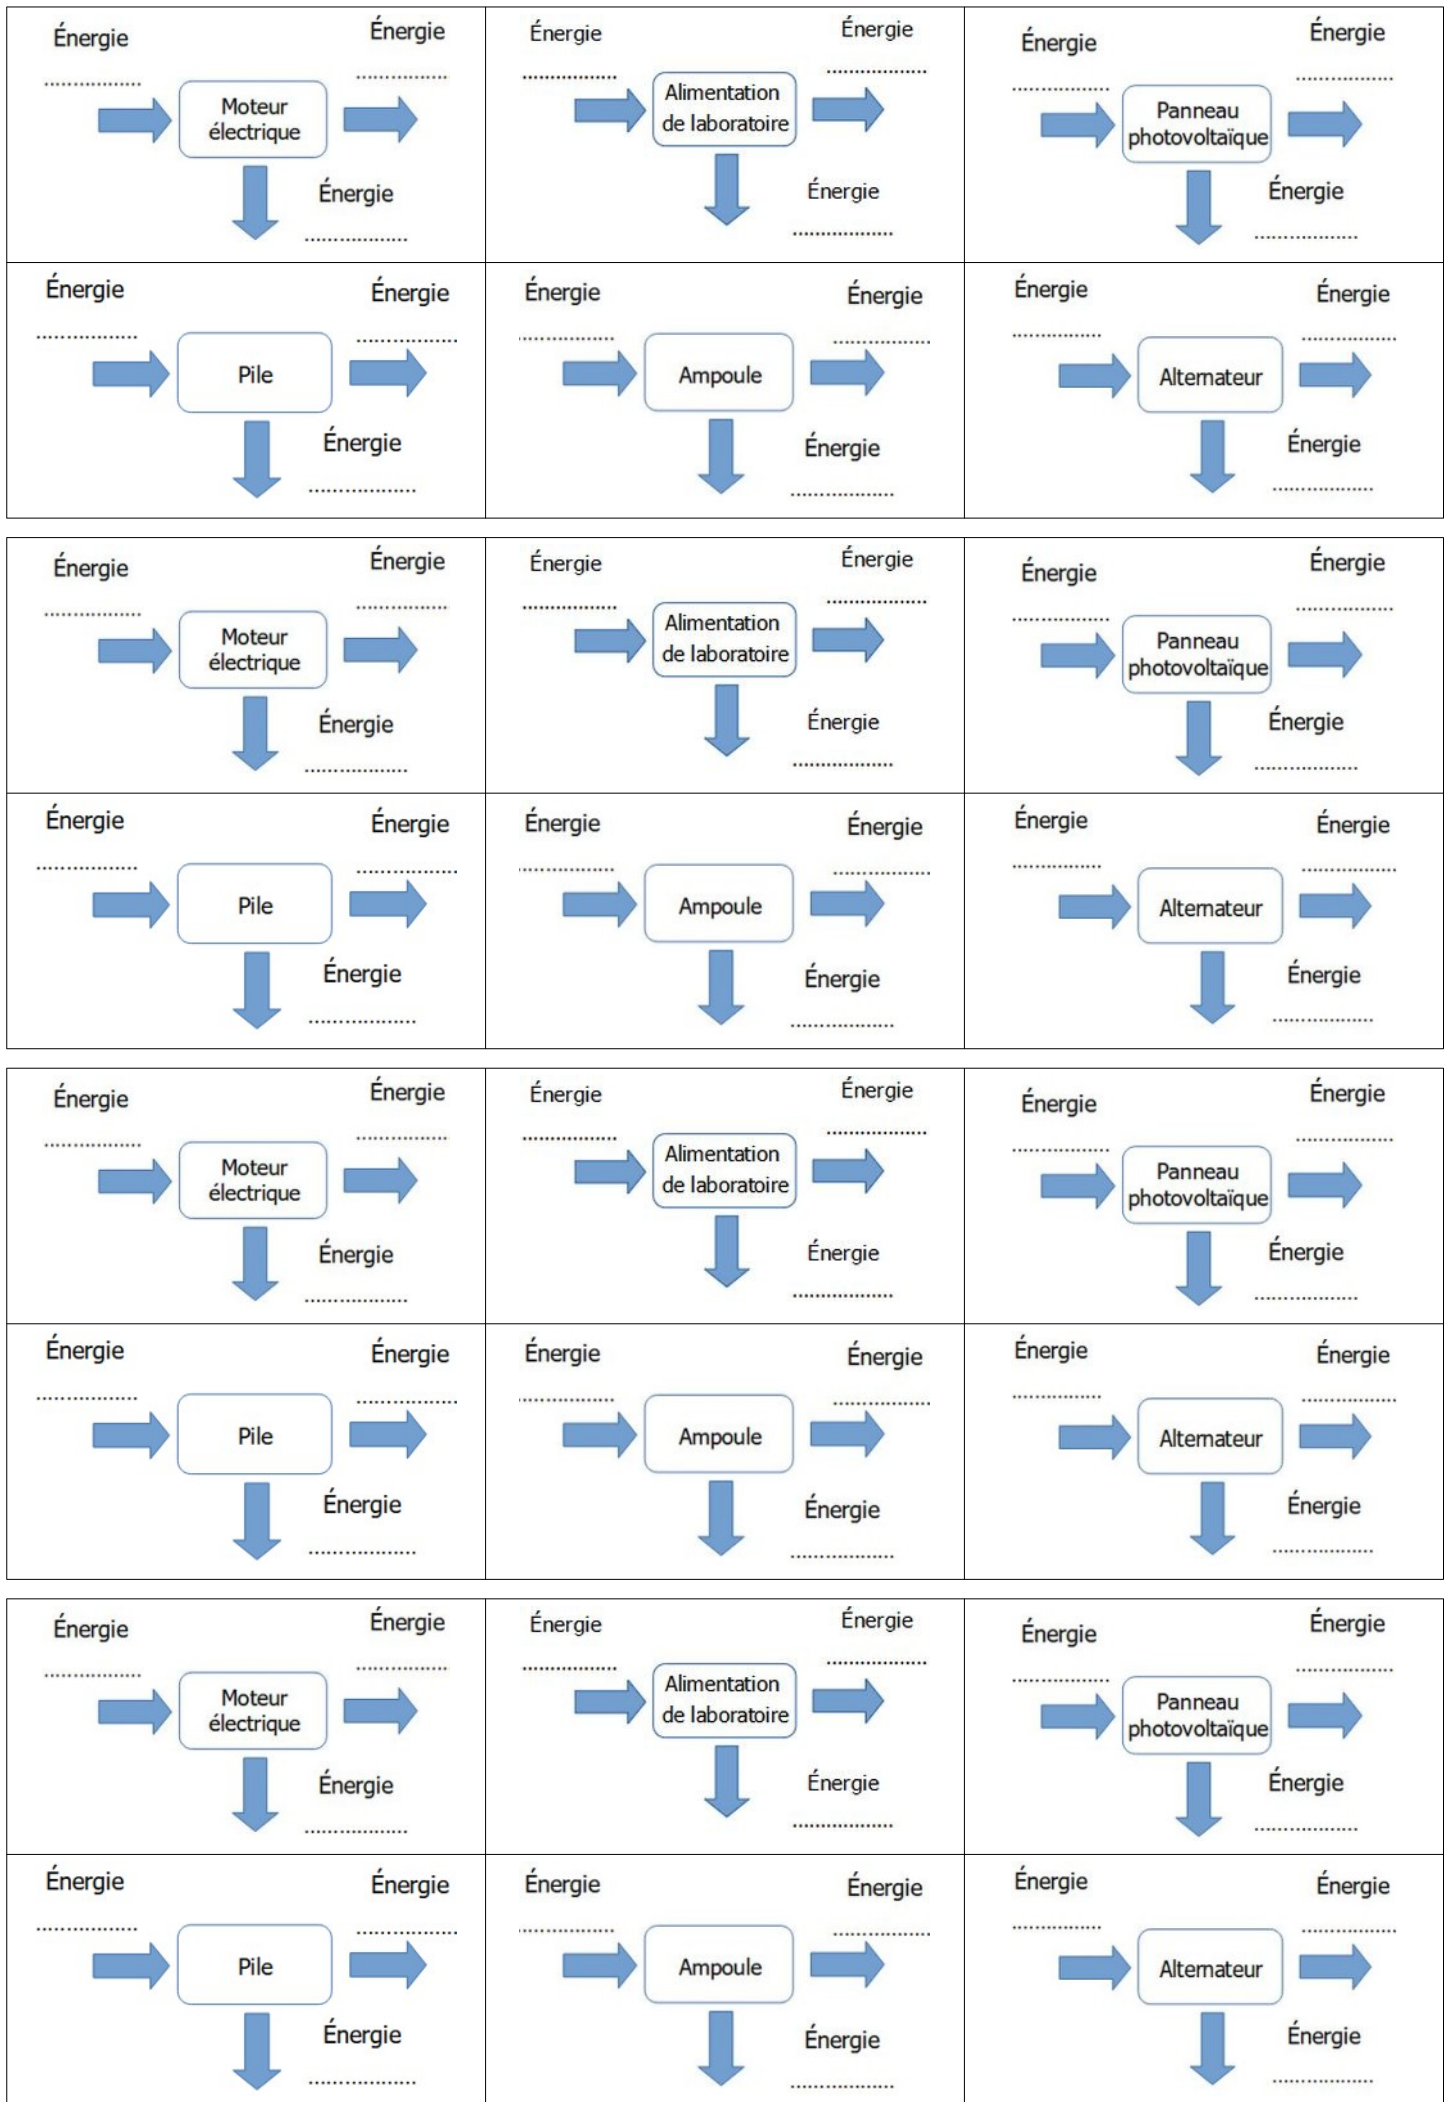 Énergie Énergie Énergie Énergie Énergie Énergie
.................. .................. .................. .................. .................. ..................
Moteur électrique
Alimentation de laboratoire
Panneau photovoltaïque
Énergie Énergie Énergie
.................. .................. ..................
Énergie Énergie Énergie Énergie Énergie Énergie
.................. .................. .................. .................. .................. ..................
Pile Ampoule Alternateur
Énergie Énergie Énergie
.................. .................. ..................
Énergie Énergie Énergie Énergie Énergie Énergie
.................. .................. .................. .................. .................. ..................
Moteur électrique
Alimentation de laboratoire
Panneau photovoltaïque
Énergie Énergie Énergie
.................. .................. ..................
Énergie Énergie Énergie Énergie Énergie Énergie
.................. .................. .................. .................. .................. ..................
Pile Ampoule Alternateur
Énergie Énergie Énergie
.................. .................. ..................
Énergie Énergie Énergie Énergie Énergie Énergie
.................. .................. .................. .................. .................. ..................
Moteur électrique
Alimentation de laboratoire
Panneau photovoltaïque
Énergie Énergie Énergie
.................. .................. ..................
Énergie Énergie Énergie Énergie Énergie Énergie
.................. .................. .................. .................. .................. ..................
Pile Ampoule Alternateur
Énergie Énergie Énergie
.................. .................. ..................
Énergie Énergie Énergie Énergie Énergie Énergie
.................. .................. .................. .................. .................. ..................
Moteur électrique
Alimentation de laboratoire
Panneau photovoltaïque
Énergie Énergie Énergie
.................. .................. ..................
Énergie Énergie Énergie Énergie Énergie Énergie
.................. .................. .................. .................. .................. ..................
Pile Ampoule Alternateur
Énergie Énergie Énergie
.................. .................. ..................